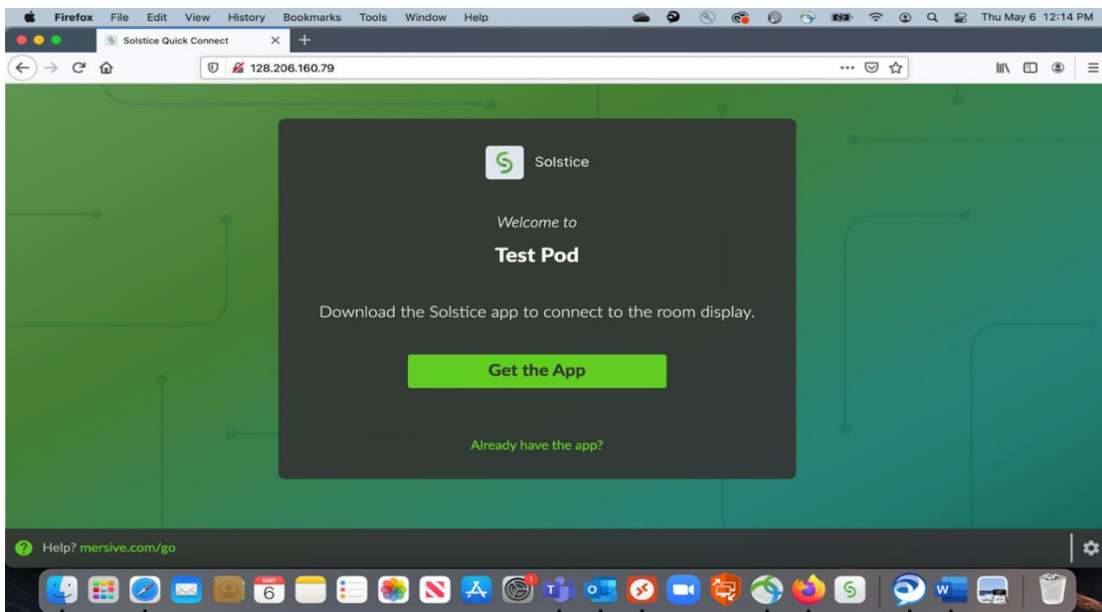 Firefox File Edit View History Bookmarks Tools Window Help Thu May 6 12:14 PM
Solstice Quick Connect
128.206.160.79
Solstice
Welcome to
Test Pod
Download the Solstice app to connect to the room display.
Get the App
Already have the app?
Help? mersive.com/go
MAY
6